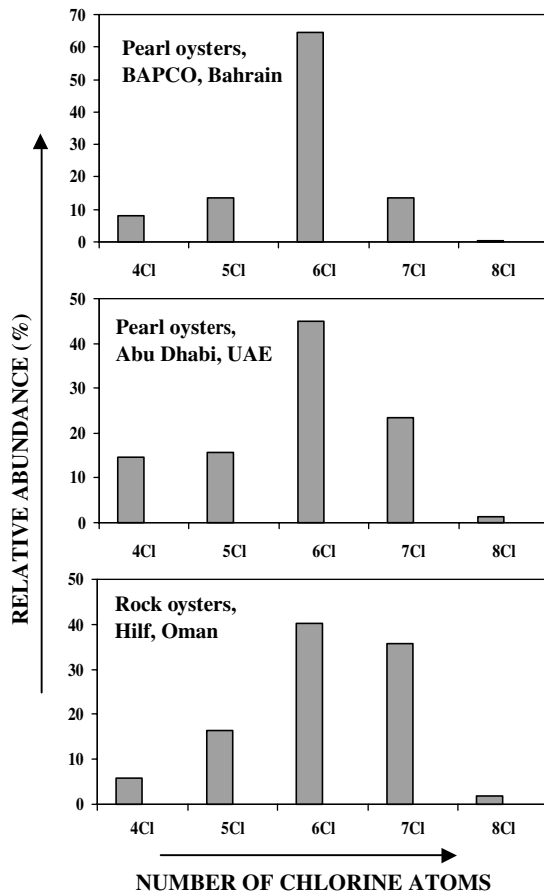 RELATIVE ABUNDANCE (%)
70
60
50
40
30
20
10
0
Pearl oysters,
BAPCO, Bahrain
4Cl 5Cl 6Cl 7Cl 8Cl
50
40
30
20
10
0
Pearl oysters,
Abu Dhabi, UAE
4Cl 5Cl 6Cl 7Cl 8Cl
50
40
30
20
10
0
Rock oysters,
Hilf, Oman
4Cl 5Cl 6Cl 7Cl 8Cl
NUMBER OF CHLORINE ATOMS